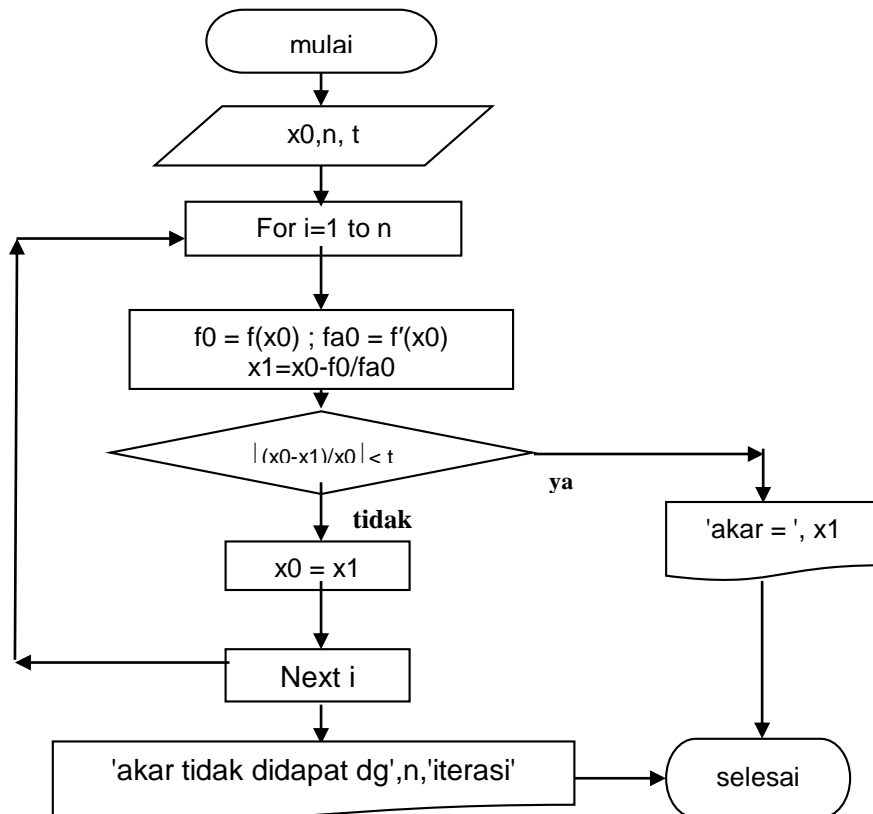 mulai
x0,n, t
For i=1 to n
f0 = f(x0) ; fa0 = f'(x0)
x1=x0-f0/fa0
|(x0-x1)/x0|< t
ya
tidak
'akar = ', x1
x0 = x1
Next i
'akar tidak didapat dg',n,'iterasi'
selesai